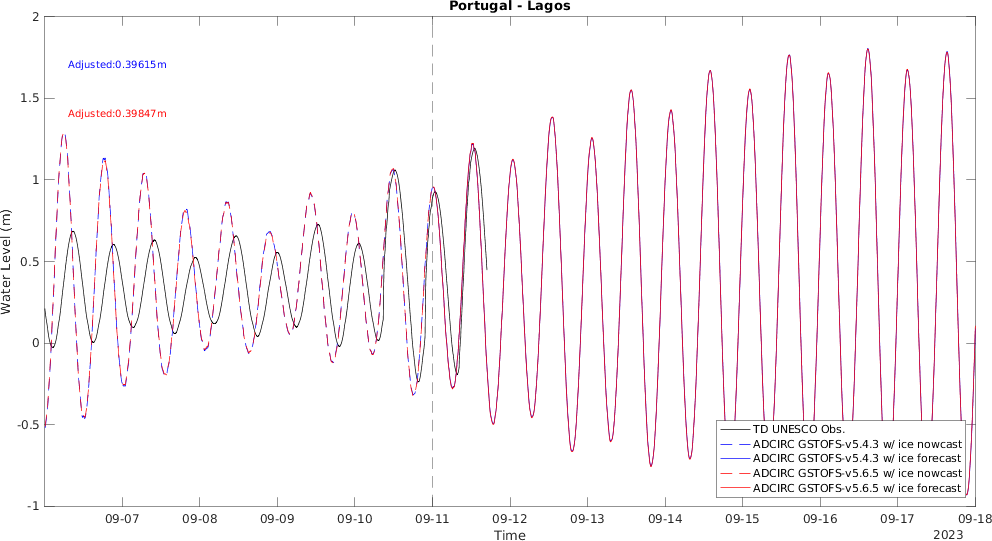 Portugal - Lagos
Adjusted:0.39615m
Adjusted:0.39847m
Water Level (m)
2
1.5
1
0.5
0
-0.5
-1
TD UNESCO Obs.
ADCIRC GSTOFS-v5.4.3 w/ ice nowcast
ADCIRC GSTOFS-v5.4.3 w/ ice forecast
ADCIRC GSTOFS-v5.6.5 w/ ice nowcast
ADCIRC GSTOFS-v5.6.5 w/ ice forecast
09-07 09-08 09-09 09-10 09-11 09-12 09-13 09-14 09-15 09-16 09-17 09-18
Time
2023